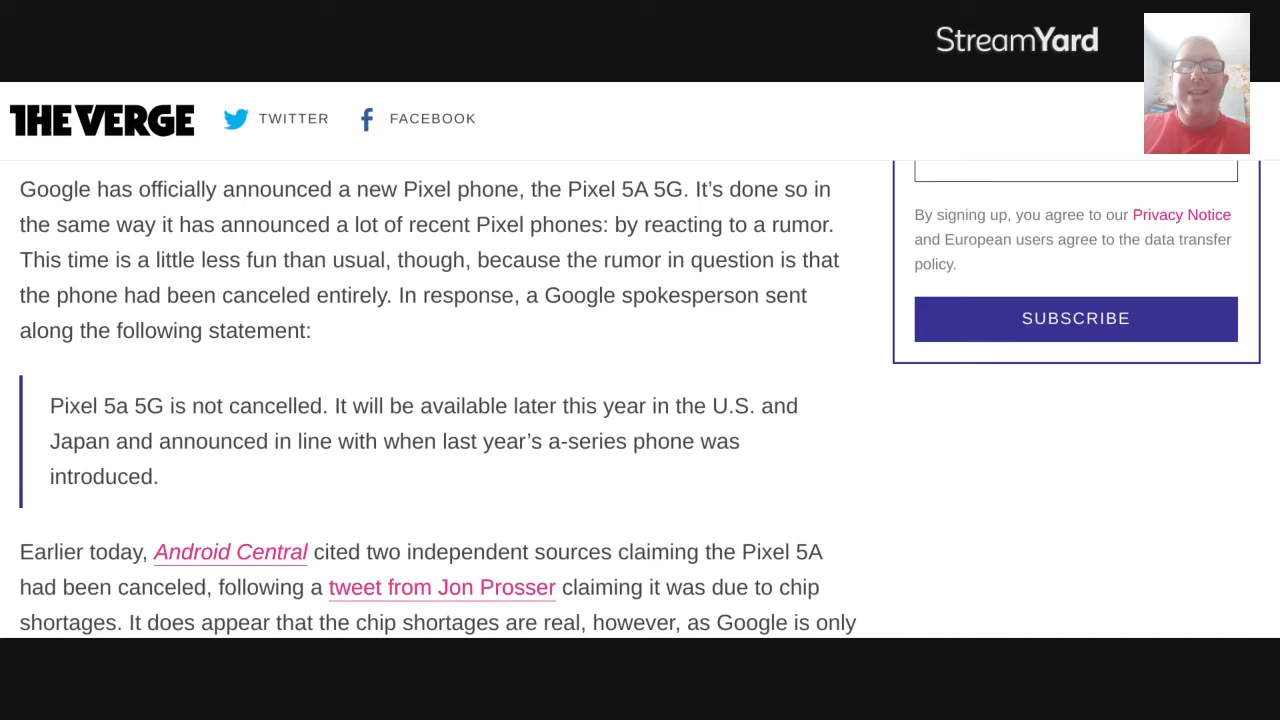 StreamYard
THE VERGE
TWITTER
FACEBOOK
Google has officially announced a new Pixel phone, the Pixel 5A 5G. It’s done so in
the same way it has announced a lot of recent Pixel phones: by reacting to a rumor.
This time is a little less fun than usual, though, because the rumor in question is that
the phone had been canceled entirely. In response, a Google spokesperson sent
along the following statement:
Pixel 5a 5G is not cancelled. It will be available later this year in the U.S. and
Japan and announced in line with when last year’s a-series phone was
introduced.
Earlier today, Android Central cited two independent sources claiming the Pixel 5A
had been canceled, following a tweet from Jon Prosser claiming it was due to chip
shortages. It does appear that the chip shortages are real, however, as Google is only
By signing up, you agree to our Privacy Notice
and European users agree to the data transfer
policy.
SUBSCRIBE